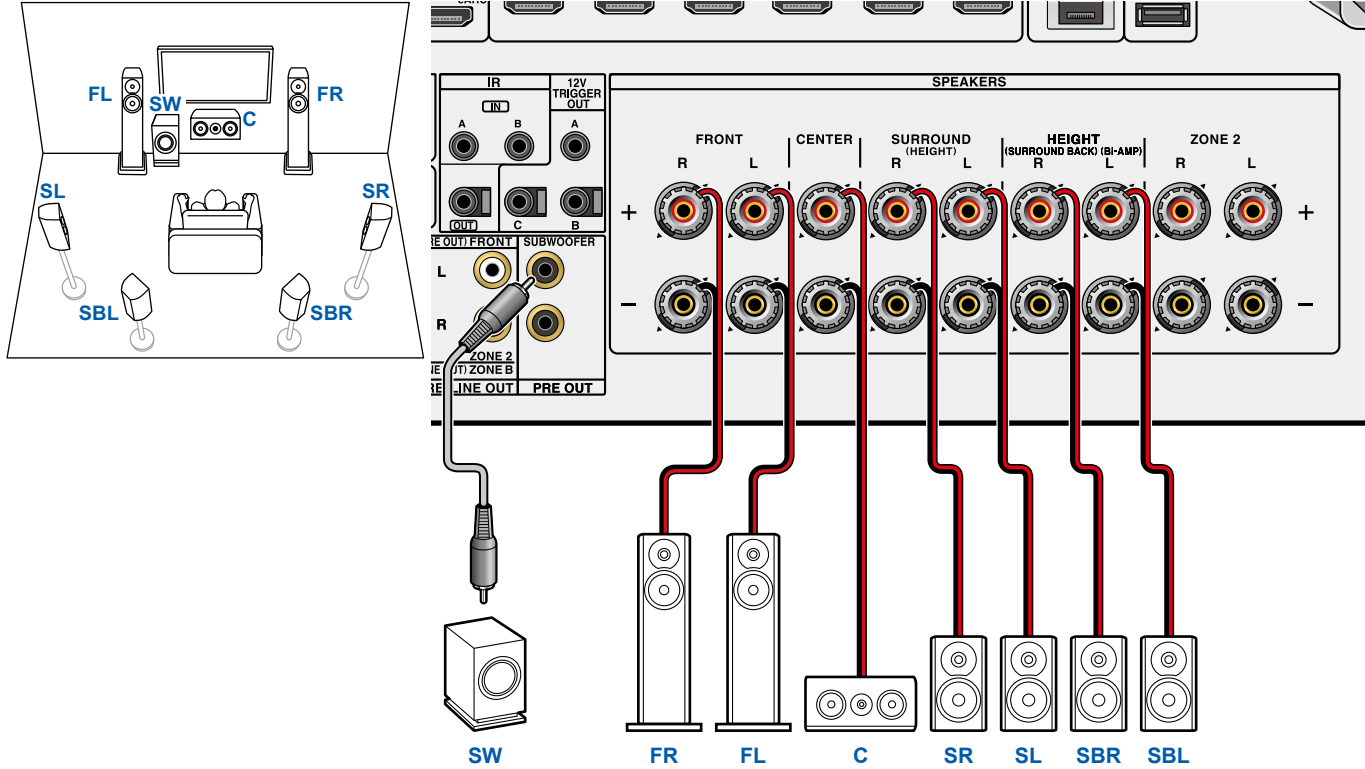 FL
SW
C
FR
SL
SR
SBL
SBR
IR
IN
12V
TRIGGER
OUT
A
B
A
OUT
C
B
FRONT
SUBWOOFER
L
R
ZONE 2
ZONE B
LINE OUT
PRE OUT
SPEAKERS
FRONT
R L
CENTER
SURROUND
(HEIGHT)
R L
HEIGHT
(SURROUND BACK) (BI-AMP)
R L
ZONE 2
R L
+ +
− −
SW FR FL C SR SL SBR SBL